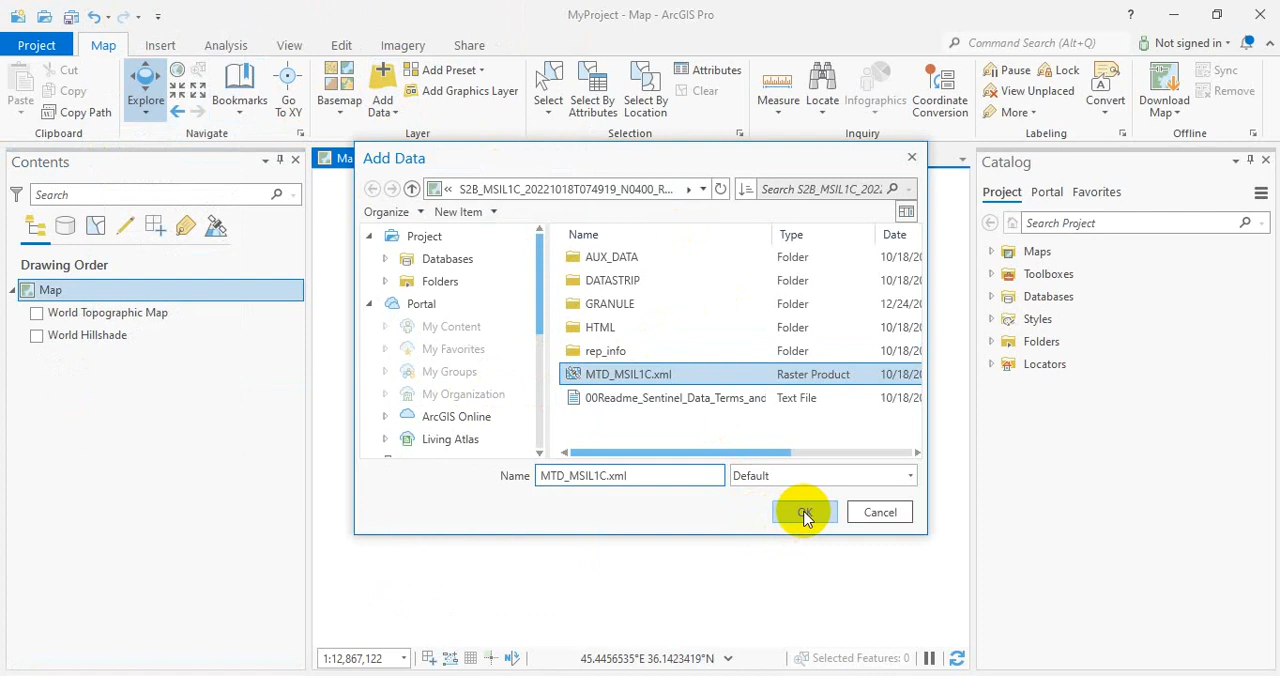 MyProject - Map - ArcGIS Pro
?
Project Map Insert Analysis View Edit Imagery Share
Command Search (Alt+Q)
Not signed in
Paste
Cut
Copy
Copy Path
Clipboard
Explore
Bookmarks
Go To XY
Navigate
Basemap
Add Data
Add Preset
Add Graphics Layer
Layer
Select
Select By Attributes
Select By Location
Attributes
Clear
Selection
Measure
Locate
Infographics
Coordinate Conversion
Inquiry
Pause
Lock
View Unplaced
More
Convert
Labeling
Download Map
Sync
Remove
Offline
Contents
Search
Drawing Order
Map
World Topographic Map
World Hillshade
Ma
Add Data
S2B_MSIL1C_20221018T074919_N0400_R...
Search S2B_MSIL1C_202
Organize New Item
Project
Databases
Folders
Portal
My Content
My Favorites
My Groups
My Organization
ArcGIS Online
Living Atlas
Name Type Date
AUX_DATA Folder 10/18/20
DATASTRIP Folder 10/18/20
GRANULE Folder 12/24/20
HTML Folder 10/18/20
rep_info Folder 10/18/20
MTD_MSIL1C.xml Raster Product 10/18/20
00Readme_Sentinel_Data_Terms_and Text File 10/18/20
Name MTD_MSIL1C.xml Default
OK Cancel
1:12,867,122
45.4456535°E 36.1423419°N
Selected Features: 0
Catalog
Project Portal Favorites
Search Project
Maps
Toolboxes
Databases
Styles
Folders
Locators